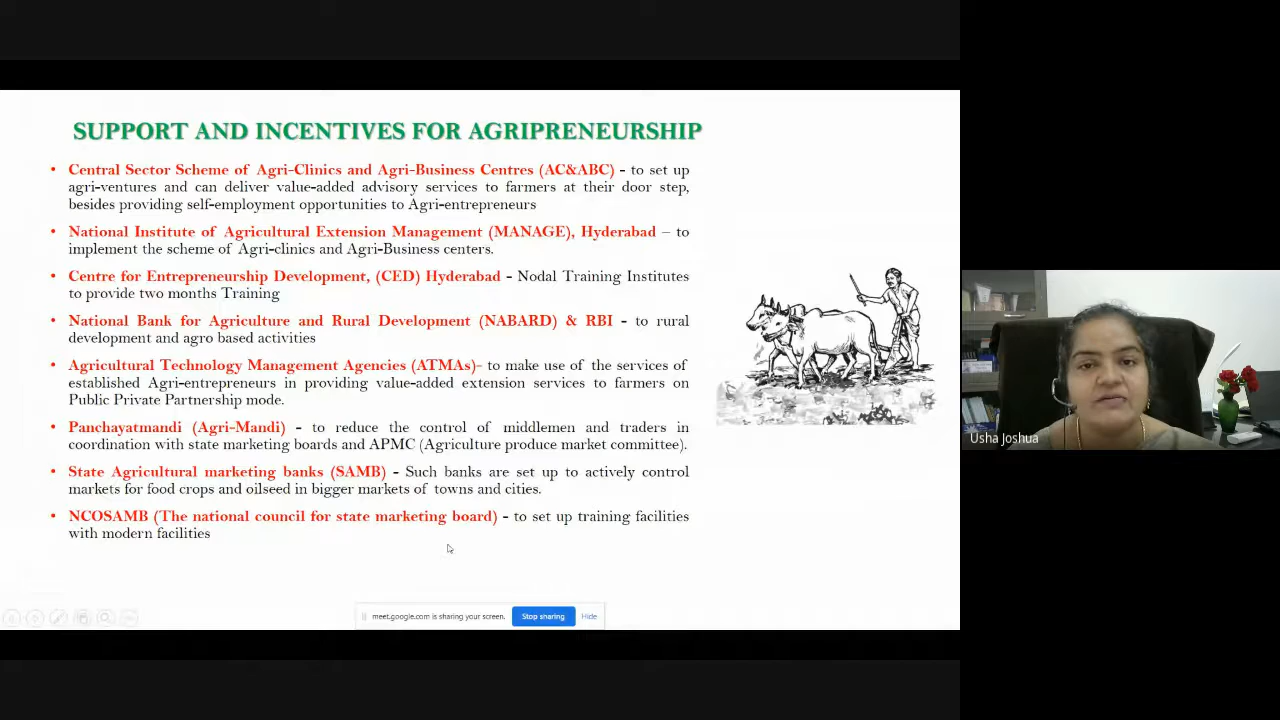 SUPPORT AND INCENTIVES FOR AGRIPRENEURSHIP
• Central Sector Scheme of Agri-Clinics and Agri-Business Centres (AC&ABC) - to set up
agri-ventures and can deliver value-added advisory services to farmers at their door step,
besides providing self-employment opportunities to Agri-entrepreneurs
• National Institute of Agricultural Extension Management (MANAGE), Hyderabad – to
implement the scheme of Agri-clinics and Agri-Business centers.
• Centre for Entrepreneurship Development, (CED) Hyderabad - Nodal Training Institutes
to provide two months Training
• National Bank for Agriculture and Rural Development (NABARD) & RBI - to rural
development and agro based activities
• Agricultural Technology Management Agencies (ATMAs)- to make use of the services of
established Agri-entrepreneurs in providing value-added extension services to farmers on
Public Private Partnership mode.
• Panchayatmandi (Agri-Mandi) - to reduce the control of middlemen and traders in
coordination with state marketing boards and APMC (Agriculture produce market committee).
• State Agricultural marketing banks (SAMB) - Such banks are set up to actively control
markets for food crops and oilseed in bigger markets of towns and cities.
• NCOSAMB (The national council for state marketing board) - to set up training facilities
with modern facilities
meet.google.com is sharing your screen. Stop sharing Hide
Usha Joshua